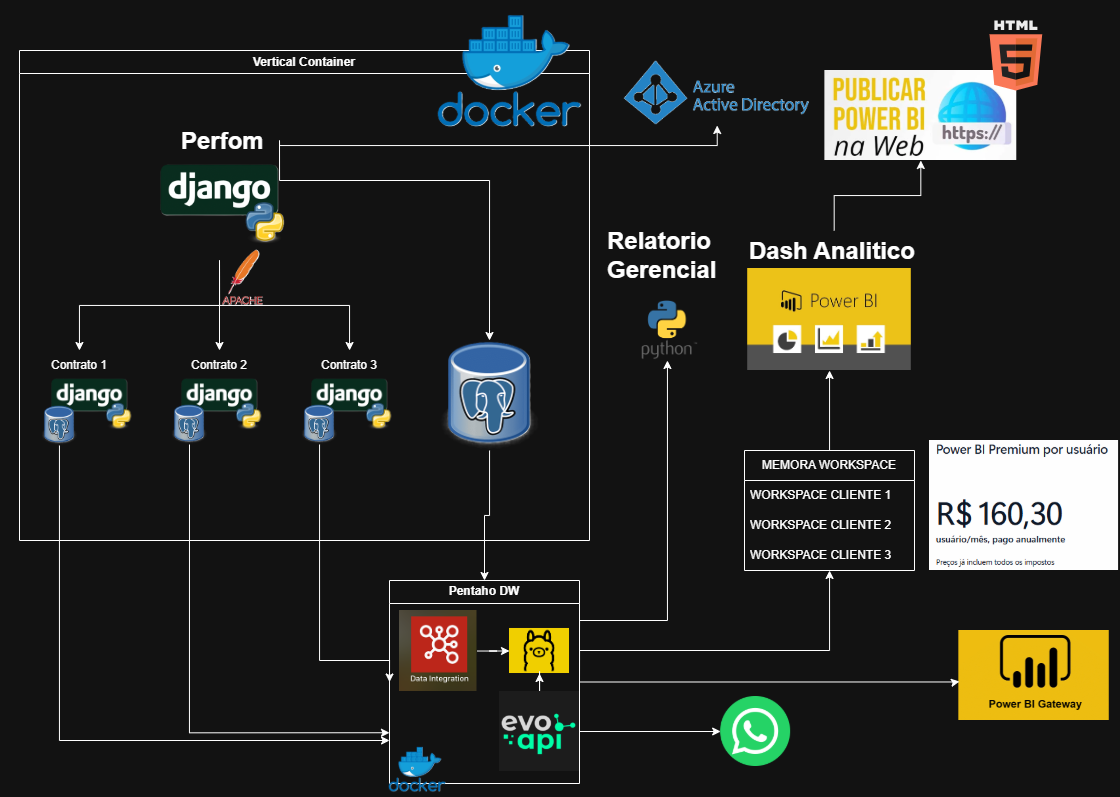 Vertical Container
docker
Perfom
django
APACHE
Contrato 1
django
Contrato 2
django
Contrato 3
django
Azure
Active Directory
HTML
5
PUBLICAR
POWER BI
na Web
https://
Relatorio
Gerencial
python
Dash Analitico
Power BI
MEMORA WORKSPACE
WORKSPACE CLIENTE 1
WORKSPACE CLIENTE 2
WORKSPACE CLIENTE 3
Power BI Premium por usuário
R$ 160,30
usuário/mês, pago anualmente
Preços já incluem todos os impostos
Pentaho DW
Data Integration
evo
api
docker
Power BI Gateway